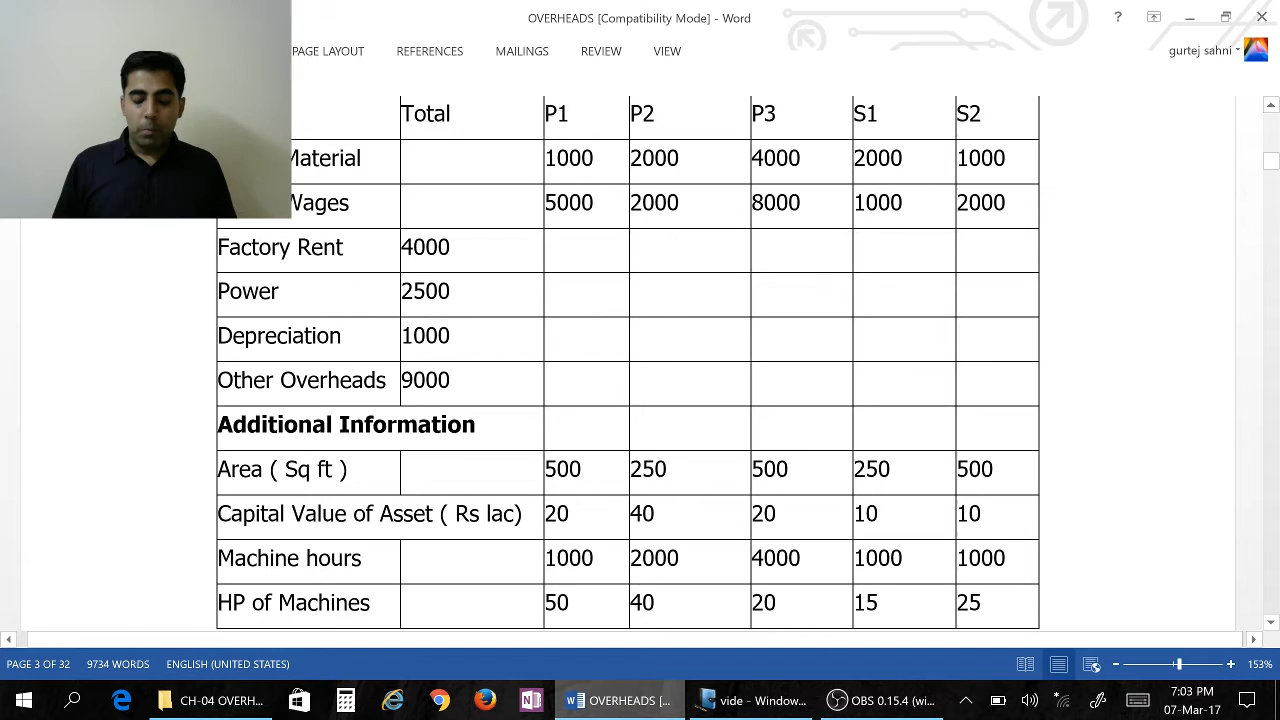 OVERHEADS [Compatibility Mode] - Word
?
PAGE LAYOUT REFERENCES MAILINGS REVIEW VIEW gurtej sahni
Total P1 P2 P3 S1 S2
Material 1000 2000 4000 2000 1000
Wages 5000 2000 8000 1000 2000
Factory Rent 4000
Power 2500
Depreciation 1000
Other Overheads 9000
Additional Information
Area ( Sq ft ) 500 250 500 250 500
Capital Value of Asset ( Rs lac) 20 40 20 10 10
Machine hours 1000 2000 4000 1000 1000
HP of Machines 50 40 20 15 25
PAGE 3 OF 32 9734 WORDS ENGLISH (UNITED STATES) 153%
CH-04 OVERH... OVERHEADS [... vide - Window... OBS 0.15.4 (wi... 7:03 PM
07-Mar-17